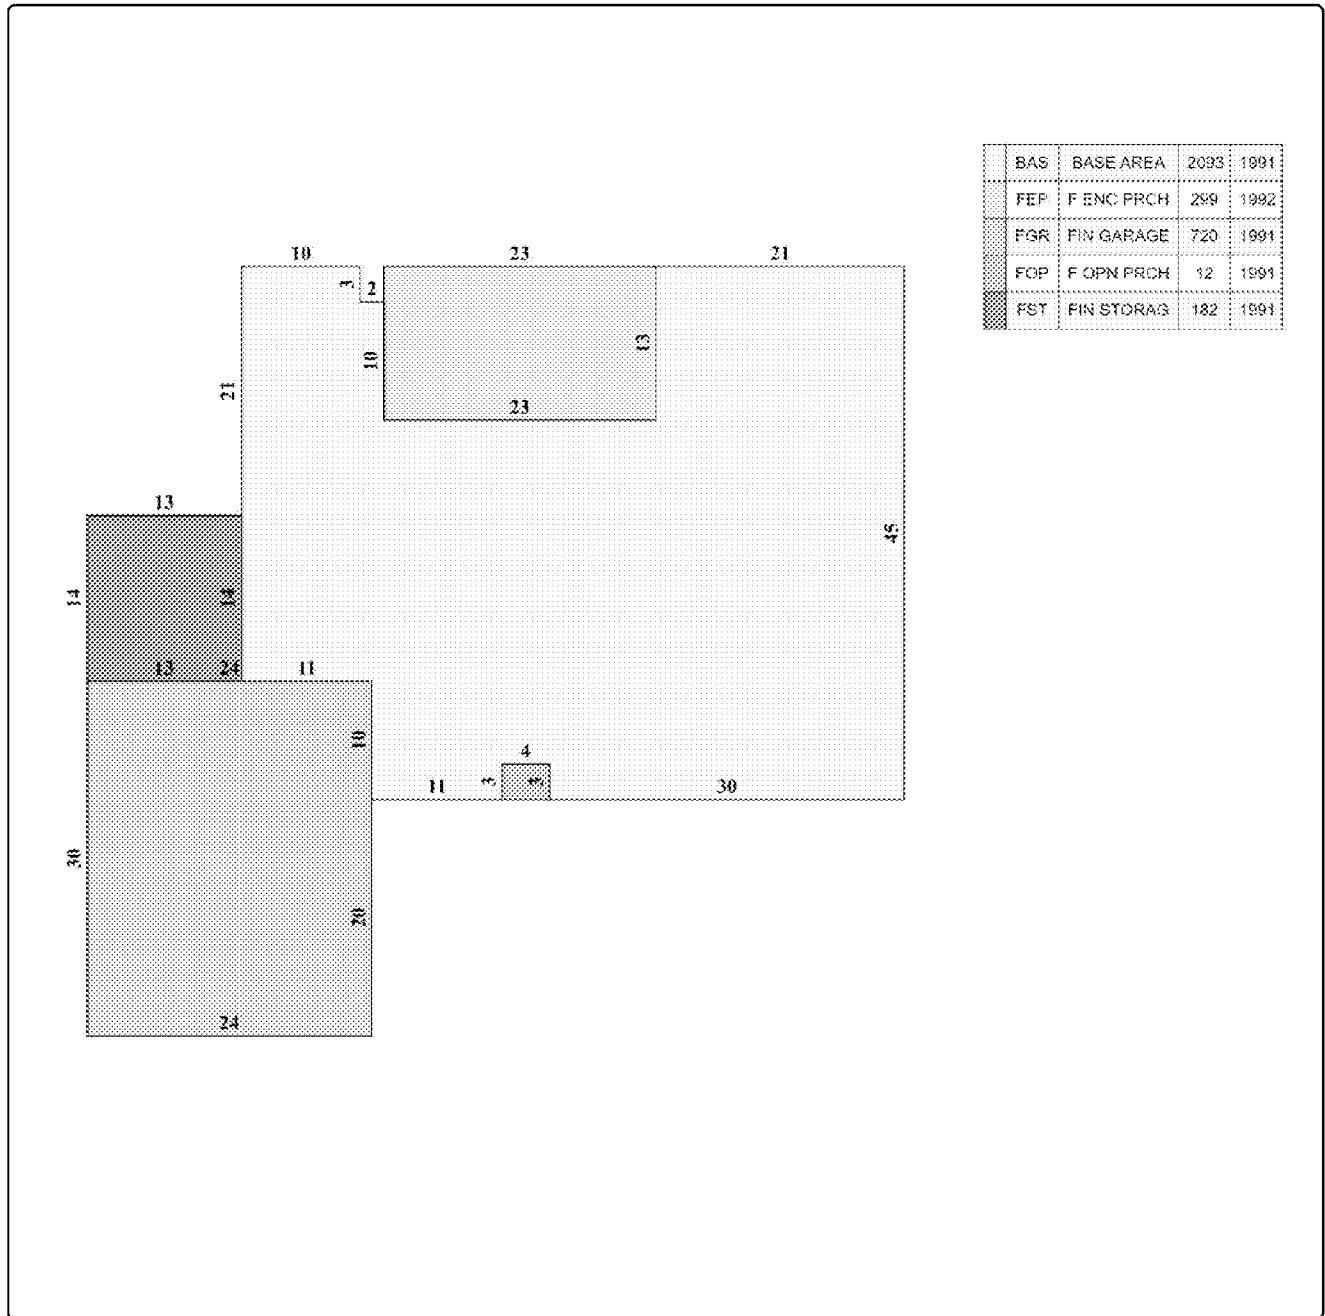 BAS BASE AREA 2093 1991
FEP F ENC PRCH 299 1992
FGR FIN GARAGE 720 1991
FOP F OPN PRCH 12 1991
FST FIN STORAG 182 1991
10 23 21
3 2
10 13
21
23
13
45
14 14
13 24 11
10
4
3 3
11 30
30
20
24